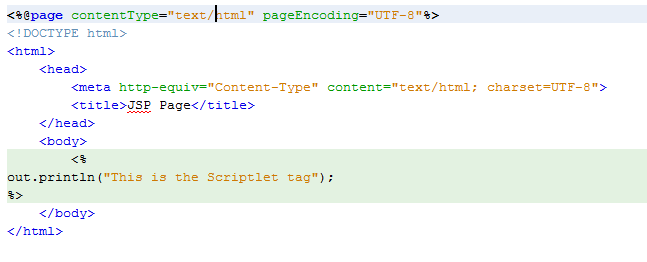 <%@page contentType="text/html" pageEncoding="UTF-8"%>
<!DOCTYPE html>
<html>
    <head>
        <meta http-equiv="Content-Type" content="text/html; charset=UTF-8">
        <title>JSP Page</title>
    </head>
    <body>
        <%
out.println("This is the Scriptlet tag");
%>
    </body>
</html>